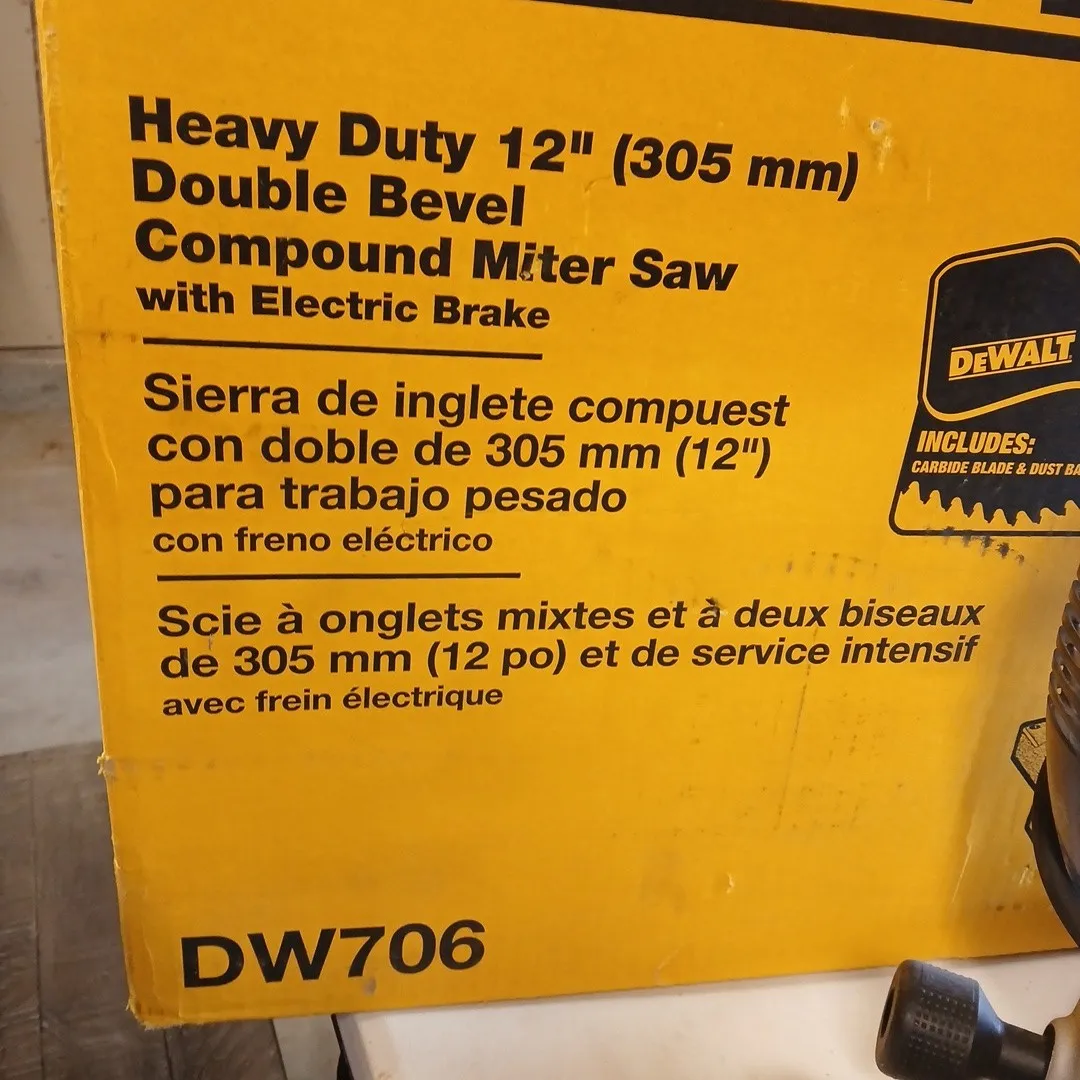 Heavy Duty 12" (305 mm)
Double Bevel
Compound Miter Saw
with Electric Brake
Sierra de inglete compuest
con doble de 305 mm (12")
para trabajo pesado
con freno eléctrico
Scie à onglets mixtes et à deux biseaux
de 305 mm (12 po) et de service intensif
avec frein électrique
DW706
DEWALT
INCLUDES:
CARBIDE BLADE & DUST BA